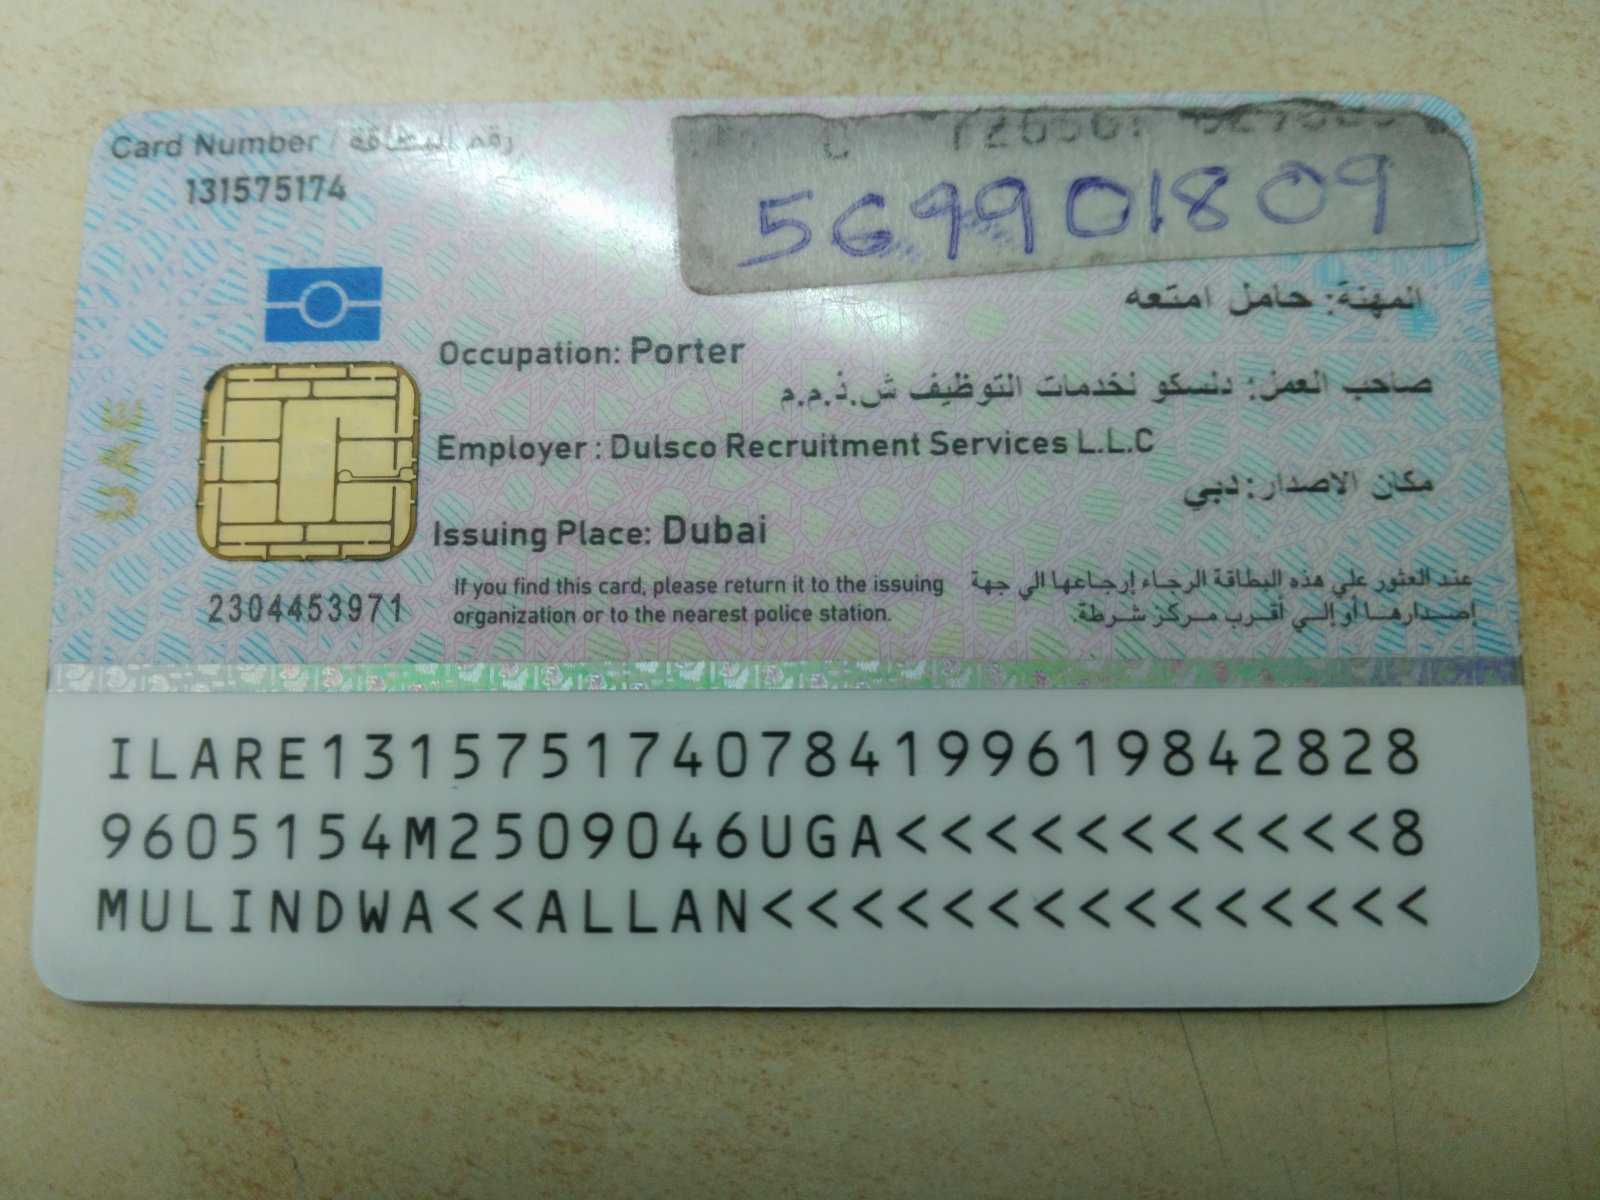 Card Number / رقم البطاقة
131575174
569901809
المهنة: حامل امتعه
Occupation: Porter
صاحب العمل: دلسكو لخدمات التوظيف ش.ذ.م.م
Employer : Dulsco Recruitment Services L.L.C
مكان الاصدار: دبي
Issuing Place: Dubai
UAE
2304453971
If you find this card, please return it to the issuing
organization or to the nearest police station.
عند العثور علي هذه البطاقة الرجاء إرجاعها الي جهة
إصدارها أو إلي أقرب مركز شرطة.
ILARE1315751740784199619842828
9605154M2509046UGA<<<<<<<<<<<8
MULINDWA<<ALLAN<<<<<<<<<<<<<<<